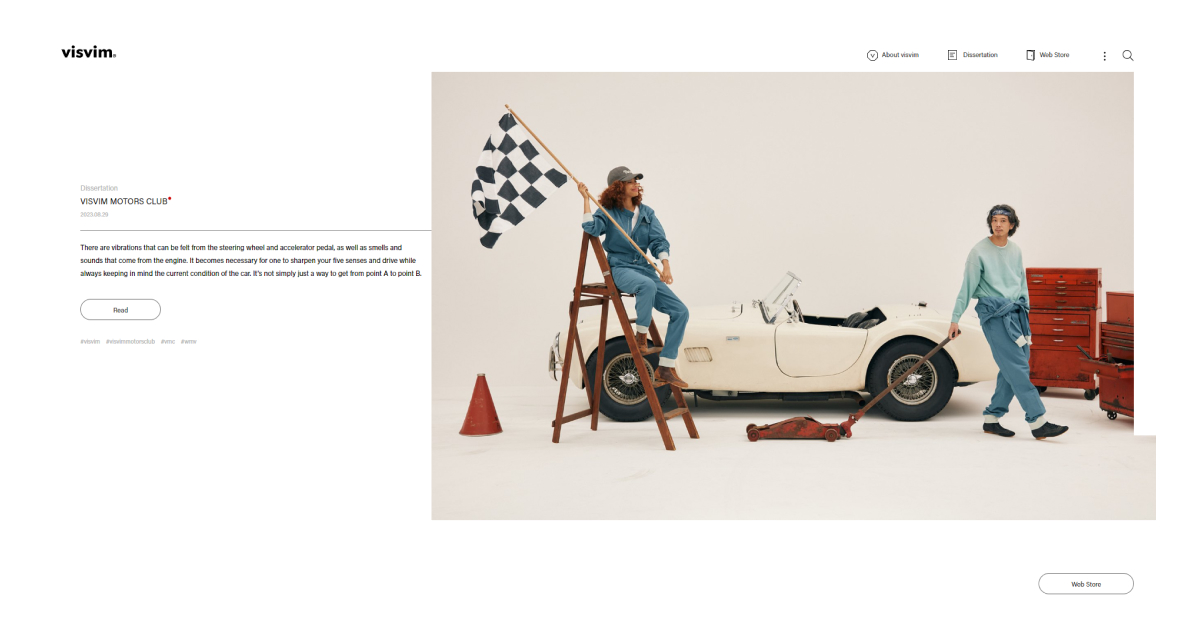 visvim.
About visvim
Dissertation
Web Store
Dissertation
VISVIM MOTORS CLUB
2023.08.29
There are vibrations that can be felt from the steering wheel and accelerator pedal, as well as smells and
sounds that come from the engine. It becomes necessary for one to sharpen your five senses and drive while
always keeping in mind the current condition of the car. It's not simply just a way to get from point A to point B.
Read
#visvim #visvimmotorsclub #vmc #wmv
Web Store